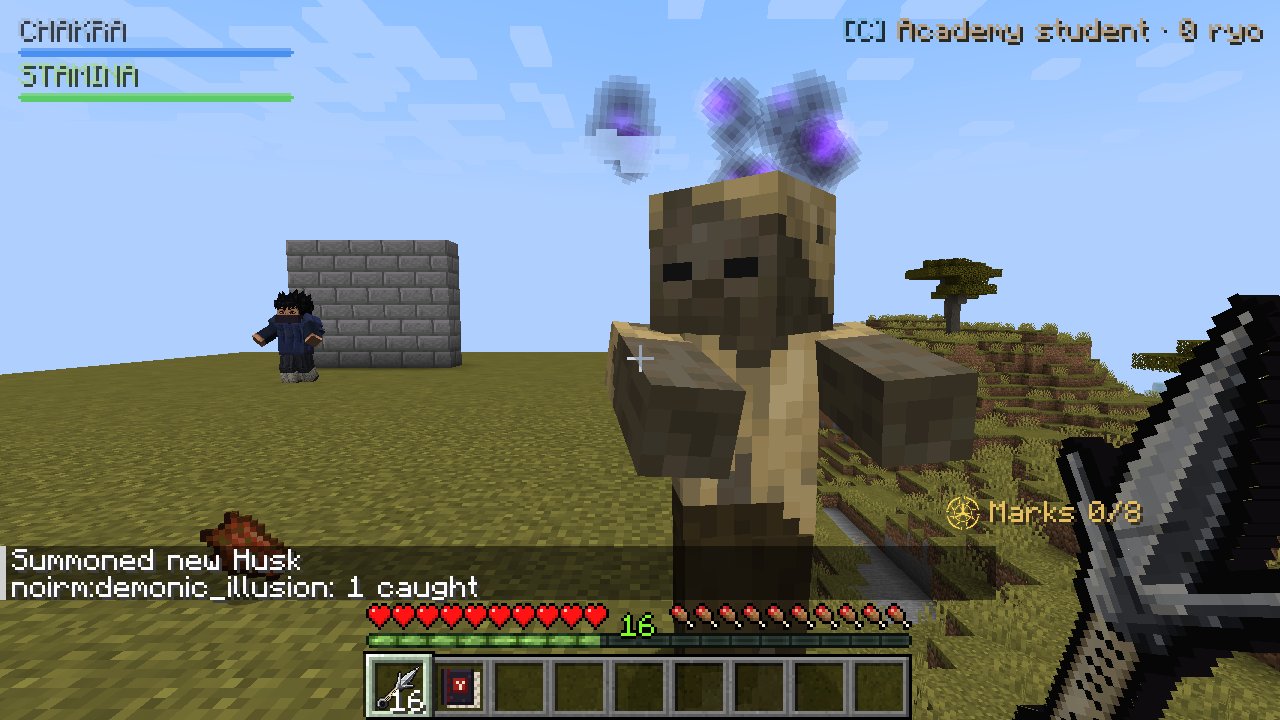 CHAKRA
[C] Academy student · 0 ryo
STAMINA
Marks 0/8
Summoned new Husk
noirm:demonic_illusion: 1 caught
16
16